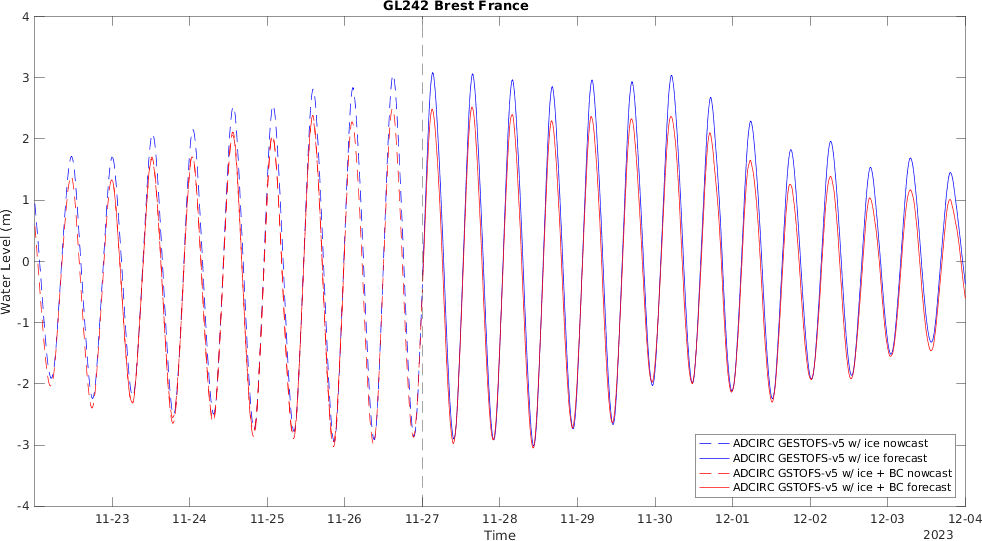 GL242 Brest France
4
3
2
1
0
-1
-2
-3
-4
Water Level (m)
ADCIRC GESTOFS-v5 w/ ice nowcast
ADCIRC GESTOFS-v5 w/ ice forecast
ADCIRC GSTOFS-v5 w/ ice + BC nowcast
ADCIRC GSTOFS-v5 w/ ice + BC forecast
11-23 11-24 11-25 11-26 11-27 11-28 11-29 11-30 12-01 12-02 12-03 12-04
Time
2023